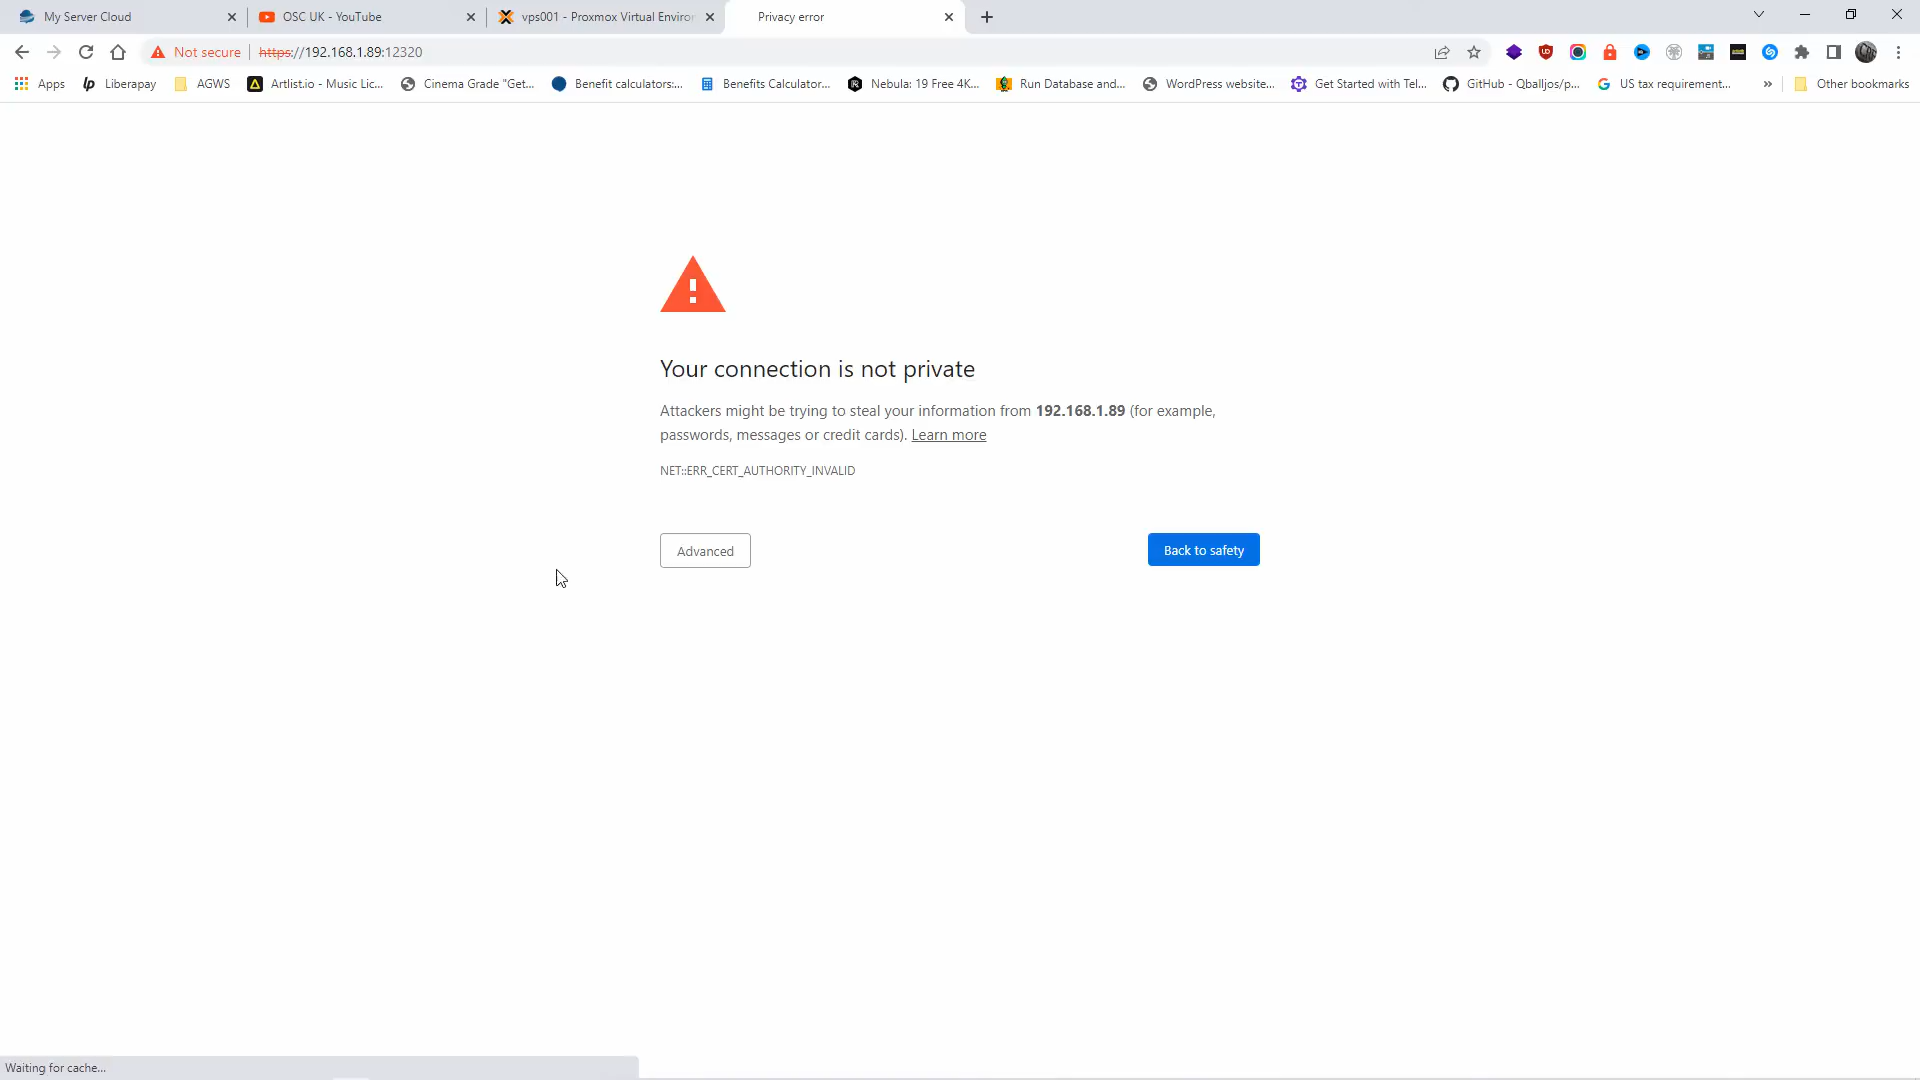 My Server Cloud
OSC UK - YouTube
vps001 - Proxmox Virtual Enviror
Privacy error
Not secure
https://192.168.1.89:12320
Apps
Liberapay
AGWS
Artlist.io - Music Lic...
Cinema Grade "Get...
Benefit calculators:...
Benefits Calculator...
Nebula: 19 Free 4K...
Run Database and...
WordPress website...
Get Started with Tel...
GitHub - Qballjos/p...
US tax requirement...
»
Other bookmarks
Your connection is not private
Attackers might be trying to steal your information from 192.168.1.89 (for example,
passwords, messages or credit cards). Learn more
NET::ERR_CERT_AUTHORITY_INVALID
Advanced
Back to safety
Waiting for cache...